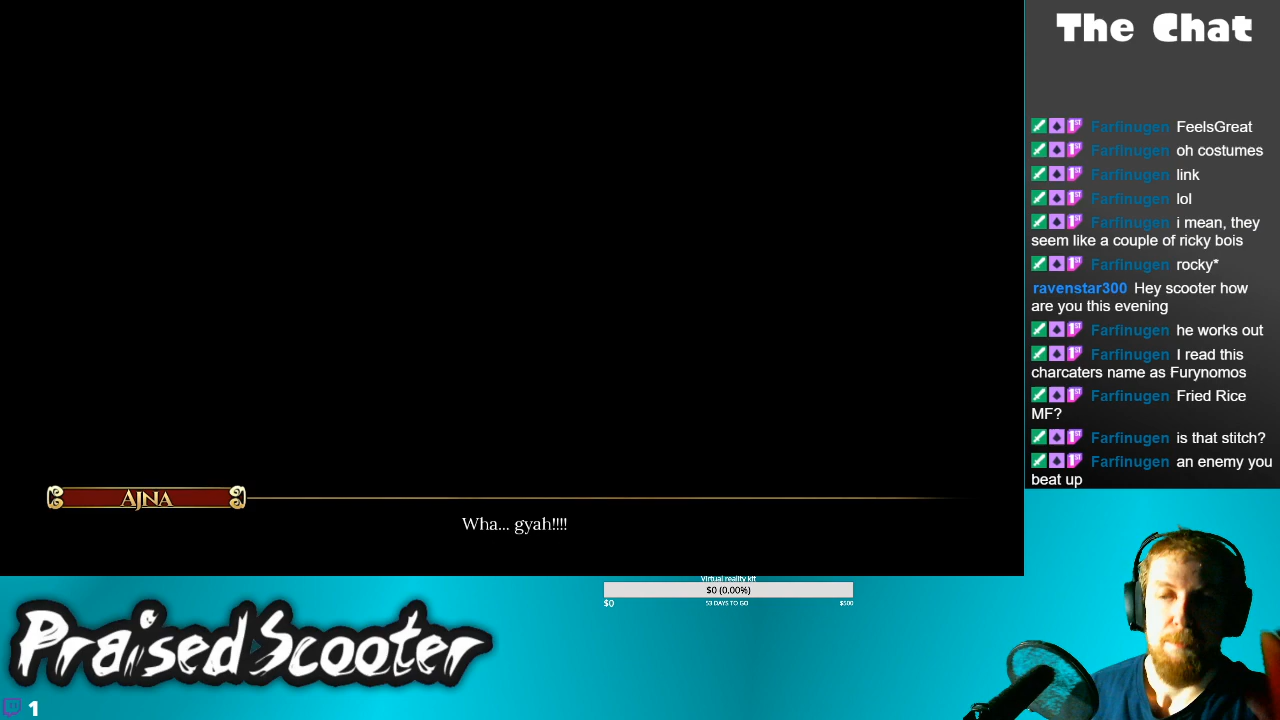 The Chat
Farfinugen FeelsGreat
Farfinugen oh costumes
Farfinugen link
Farfinugen lol
Farfinugen i mean, they
seem like a couple of ricky bois
Farfinugen rocky*
ravenstar300 Hey scooter how
are you this evening
Farfinugen he works out
Farfinugen I read this
charcaters name as Furynomos
Farfinugen Fried Rice
MF?
Farfinugen is that stitch?
Farfinugen an enemy you
beat up
AJNA
Wha... gyah!!!!
Virtual reality kit
$0 (0.00%)
$0 53 DAYS TO GO $500
Praised Scooter
1